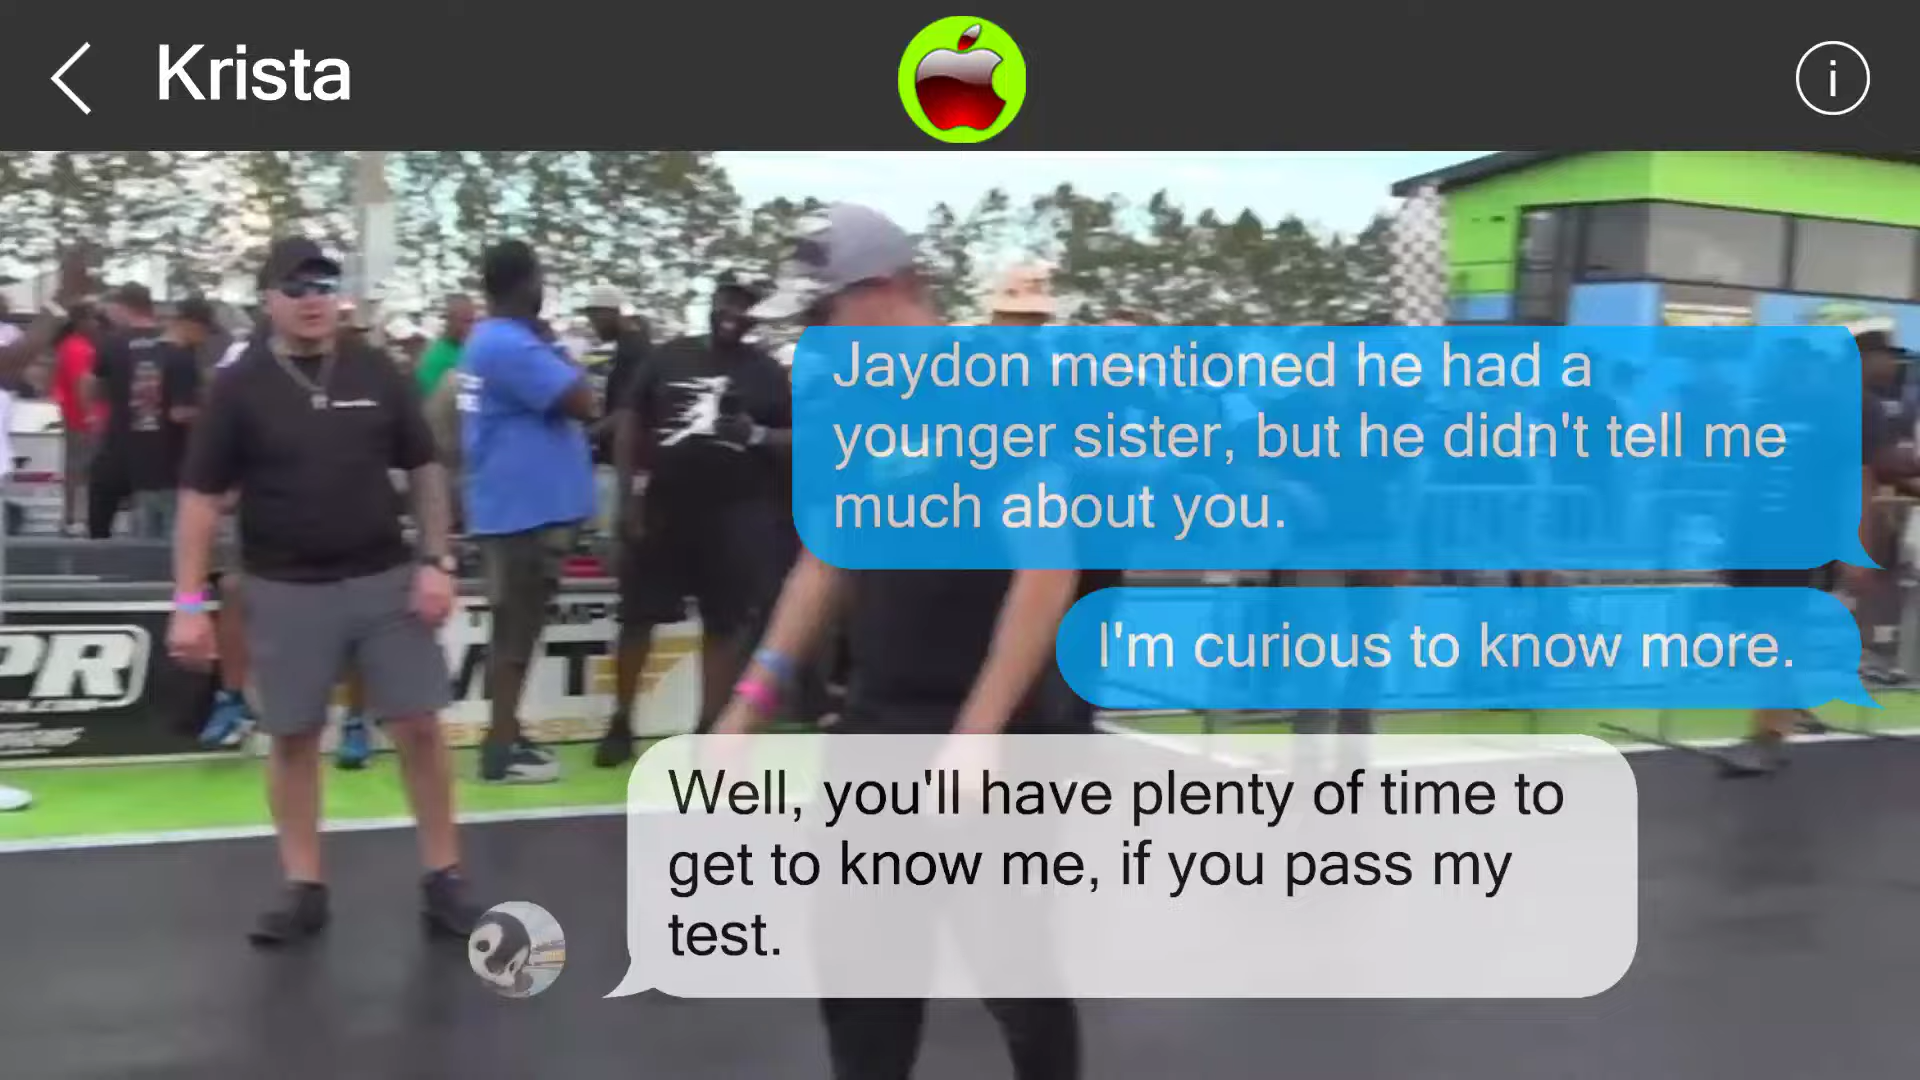 Krista
i
Jaydon mentioned he had a
younger sister, but he didn't tell me
much about you.
I'm curious to know more.
Well, you'll have plenty of time to
get to know me, if you pass my
test.
PR